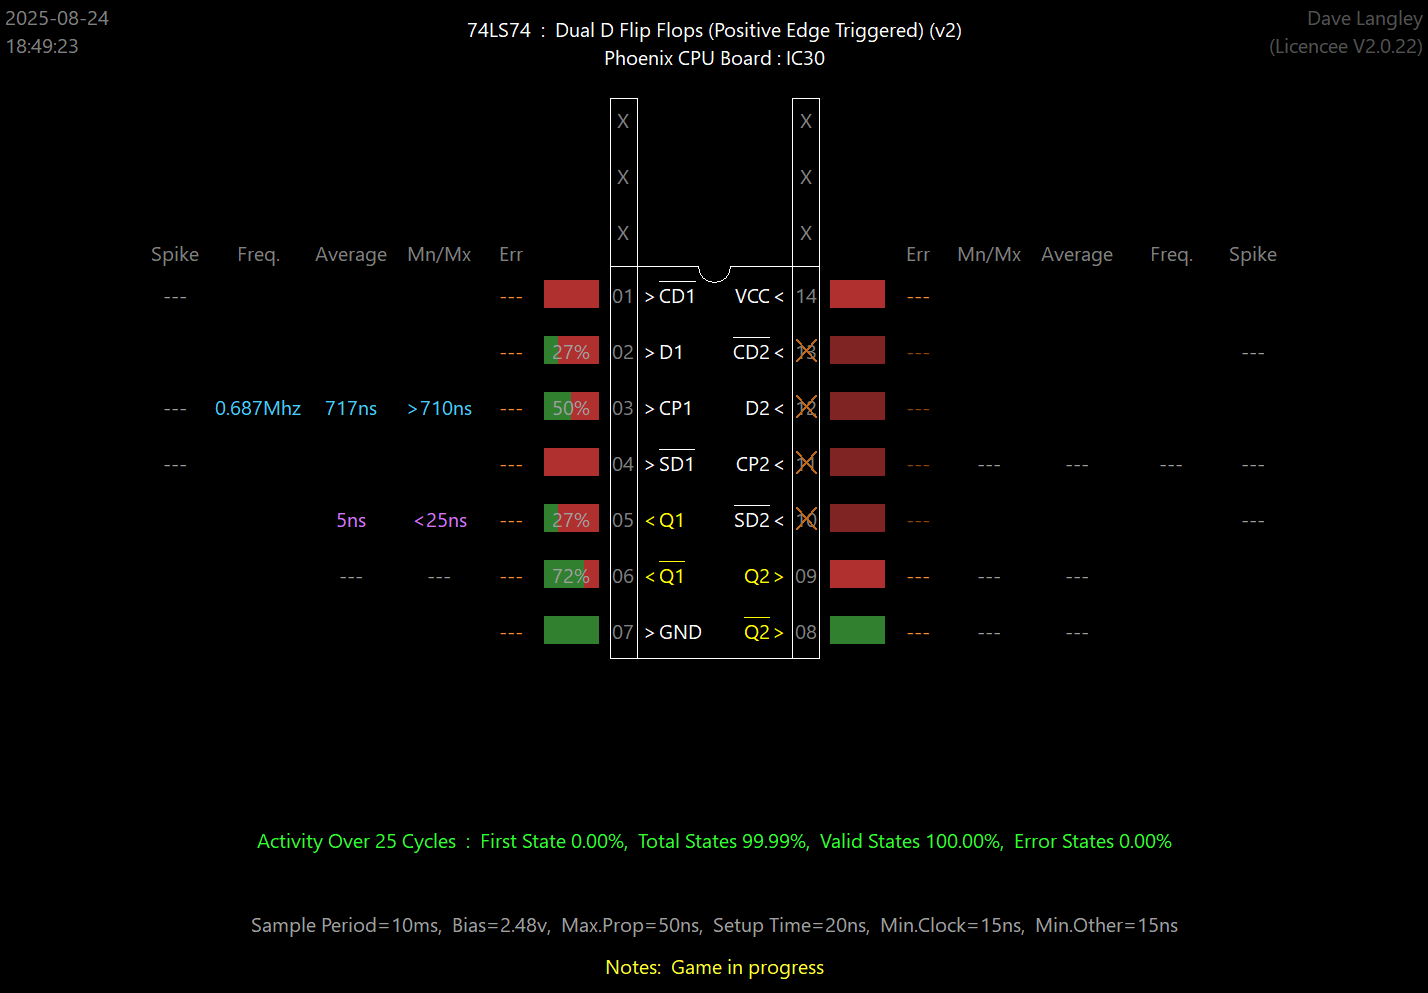 2025-08-24
18:49:23
74LS74 : Dual D Flip Flops (Positive Edge Triggered) (v2)
Phoenix CPU Board : IC30
Dave Langley
(Licencee V2.0.22)
X X
X X
X X
Spike Freq. Average Mn/Mx Err Err Mn/Mx Average Freq. Spike
--- --- 01 >CD1 VCC< 14 ---
--- 27% 02 >D1 CD2< 13 --- ---
--- 0.687Mhz 717ns >710ns --- 50% 03 >CP1 D2< 12 ---
--- --- 04 >SD1 CP2< 11 --- --- --- --- ---
5ns <25ns --- 27% 05 <Q1 SD2< 10 --- ---
--- --- --- 72% 06 <Q1 Q2> 09 --- --- ---
--- 07 >GND Q2> 08 --- --- ---
Activity Over 25 Cycles : First State 0.00%, Total States 99.99%, Valid States 100.00%, Error States 0.00%
Sample Period=10ms, Bias=2.48v, Max.Prop=50ns, Setup Time=20ns, Min.Clock=15ns, Min.Other=15ns
Notes: Game in progress